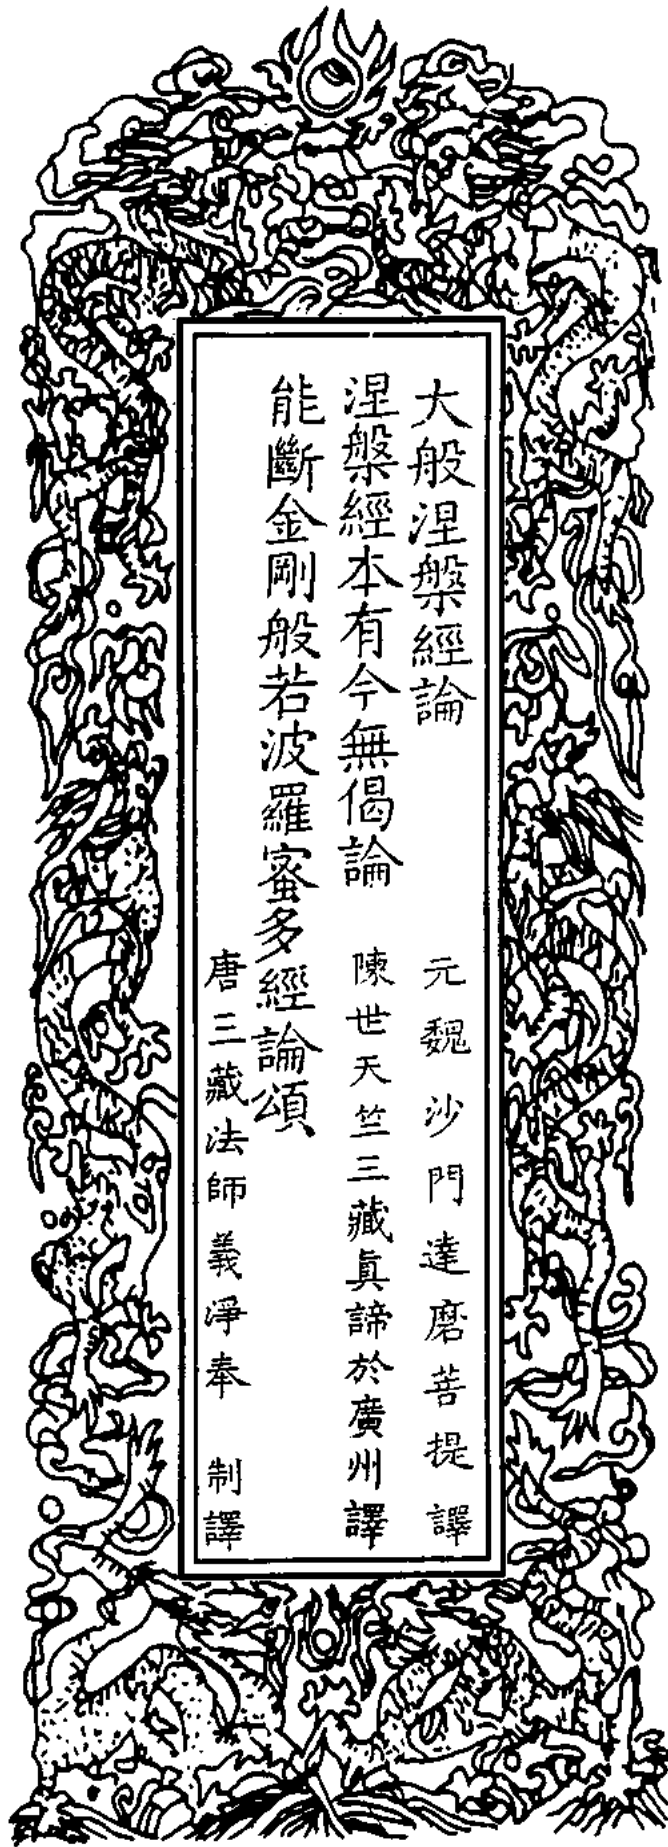 大般涅槃經論
元魏沙門達磨菩提譯
涅槃經本有今無偈論
陳世天竺三藏眞諦於廣州譯
能斷金剛般若波羅蜜多經論頌
唐三藏法師義淨奉 制譯